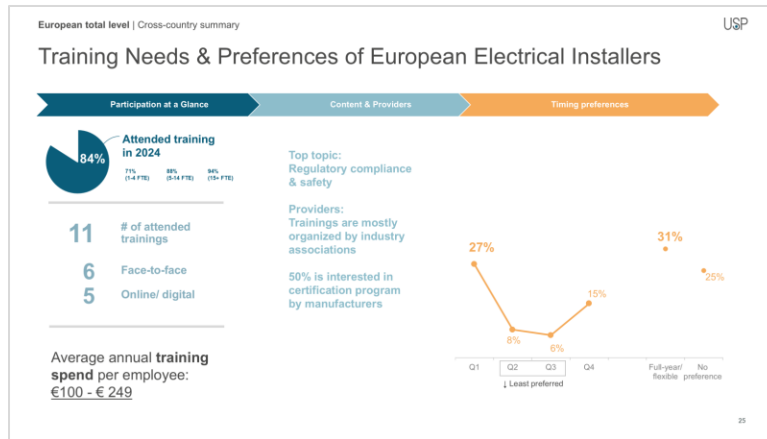 European total level | Cross-country summary
USP
Training Needs & Preferences of European Electrical Installers
Participation at a Glance
Content & Providers
Timing preferences
84%
Attended training
in 2024
71%
(1-4 FTE)
88%
(5-14 FTE)
94%
(15+ FTE)
11
# of attended
trainings
6
Face-to-face
5
Online/ digital
Average annual training
spend per employee:
€100 - € 249
Top topic:
Regulatory compliance
& safety
Providers:
Trainings are mostly
organized by industry
associations
50% is interested in
certification program
by manufacturers
27%
8%
6%
15%
31%
25%
Q1
Q2
Q3
Q4
Full-year/
flexible
No
preference
↓ Least preferred
25